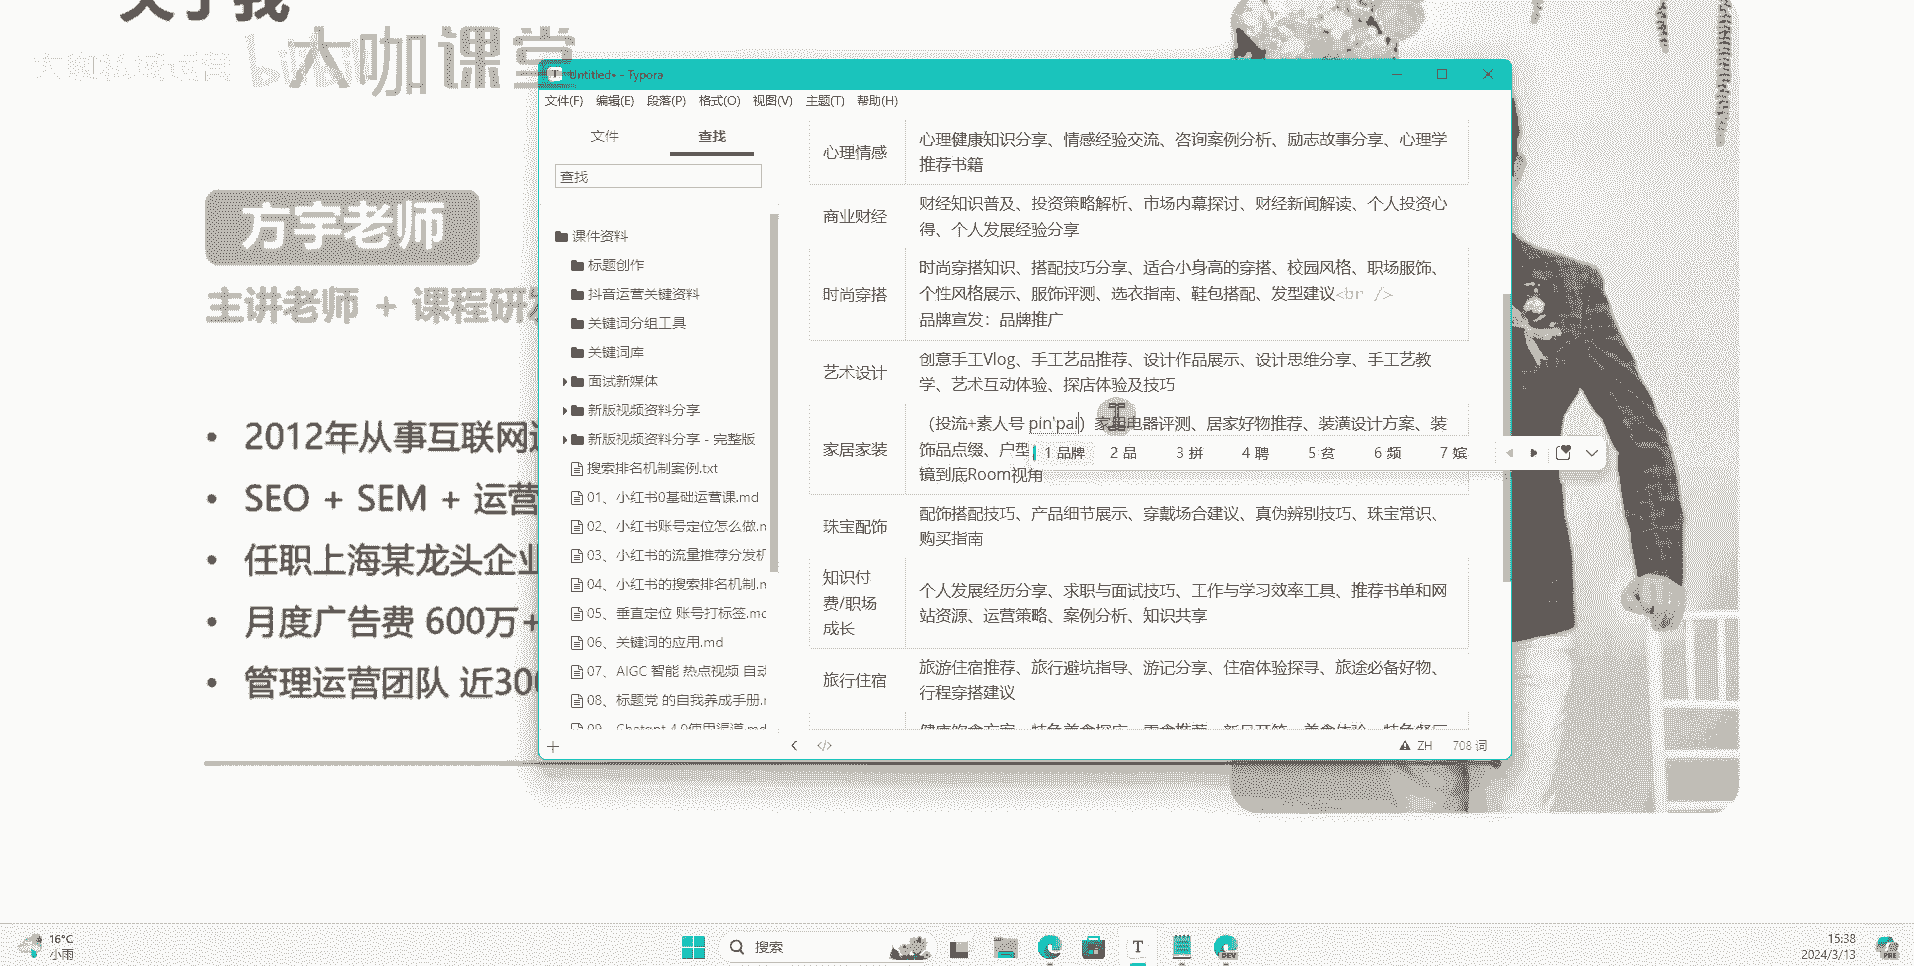 关于我
大咖课堂
方宇老师
主讲老师 + 课程研发
2012年从事互联网
SEO + SEM + 运营
任职上海某龙头企业
月度广告费 600万+
管理运营团队 近300
Untitled• - Typora
文件(F) 编辑(E) 段落(P) 格式(O) 视图(V) 主题(T) 帮助(H)
文件 查找
查找
课件资料
标题创作
抖音运营关键资料
关键词分组工具
关键词库
面试新媒体
新版视频资料分享
新版视频资料分享 - 完整版
搜索排名机制案例.txt
01、小红书0基础运营课.md
02、小红书账号定位怎么做.m
03、小红书的流量推荐分发机
04、小红书的搜索排名机制.m
05、垂直定位 账号打标签.mc
06、关键词的应用.md
07、AIGC 智能 热点视频 自动
08、标题党 的自我养成手册.r
09、Chatgpt 4.0使用渠道.md
心理情感
心理健康知识分享、情感经验交流、咨询案例分析、励志故事分享、心理学
推荐书籍
商业财经
财经知识普及、投资策略解析、市场内幕探讨、财经新闻解读、个人投资心
得、个人发展经验分享
时尚穿搭
时尚穿搭知识、搭配技巧分享、适合小身高的穿搭、校园风格、职场服饰、
个性风格展示、服饰评测、选衣指南、鞋包搭配、发型建议<br />
品牌宣发：品牌推广
艺术设计
创意手工Vlog、手工艺品推荐、设计作品展示、设计思维分享、手工艺教
学、艺术互动体验、探店体验及技巧
家居家装
（投流+素人号 pin'pai）家用电器评测、居家好物推荐、装潢设计方案、装
饰品点缀、户型
镜到底Room视角
1 品牌 2 品 3 拼 4 聘 5 贫 6 频 7 嫔
珠宝配饰
配饰搭配技巧、产品细节展示、穿戴场合建议、真伪辨别技巧、珠宝常识、
购买指南
知识付
费/职场
成长
个人发展经历分享、求职与面试技巧、工作与学习效率工具、推荐书单和网
站资源、运营策略、案例分析、知识共享
旅行住宿
旅游住宿推荐、旅行避坑指导、游记分享、住宿体验探寻、旅途必备好物、
行程穿搭建议
</> ZH 708 词
16°C
小雨
搜索
T
DEV
15:38
2024/3/13
PRE